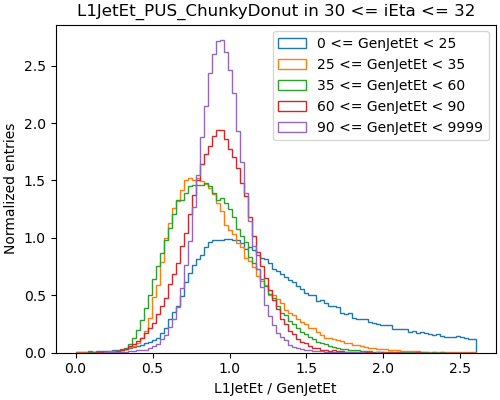 L1JetEt_PUS_ChunkyDonut in 30 <= iEta <= 32
0 <= GenJetEt < 25
25 <= GenJetEt < 35
35 <= GenJetEt < 60
60 <= GenJetEt < 90
90 <= GenJetEt < 9999
Normalized entries
2.5
2.0
1.5
1.0
0.5
0.0
0.0 0.5 1.0 1.5 2.0 2.5
L1JetEt / GenJetEt